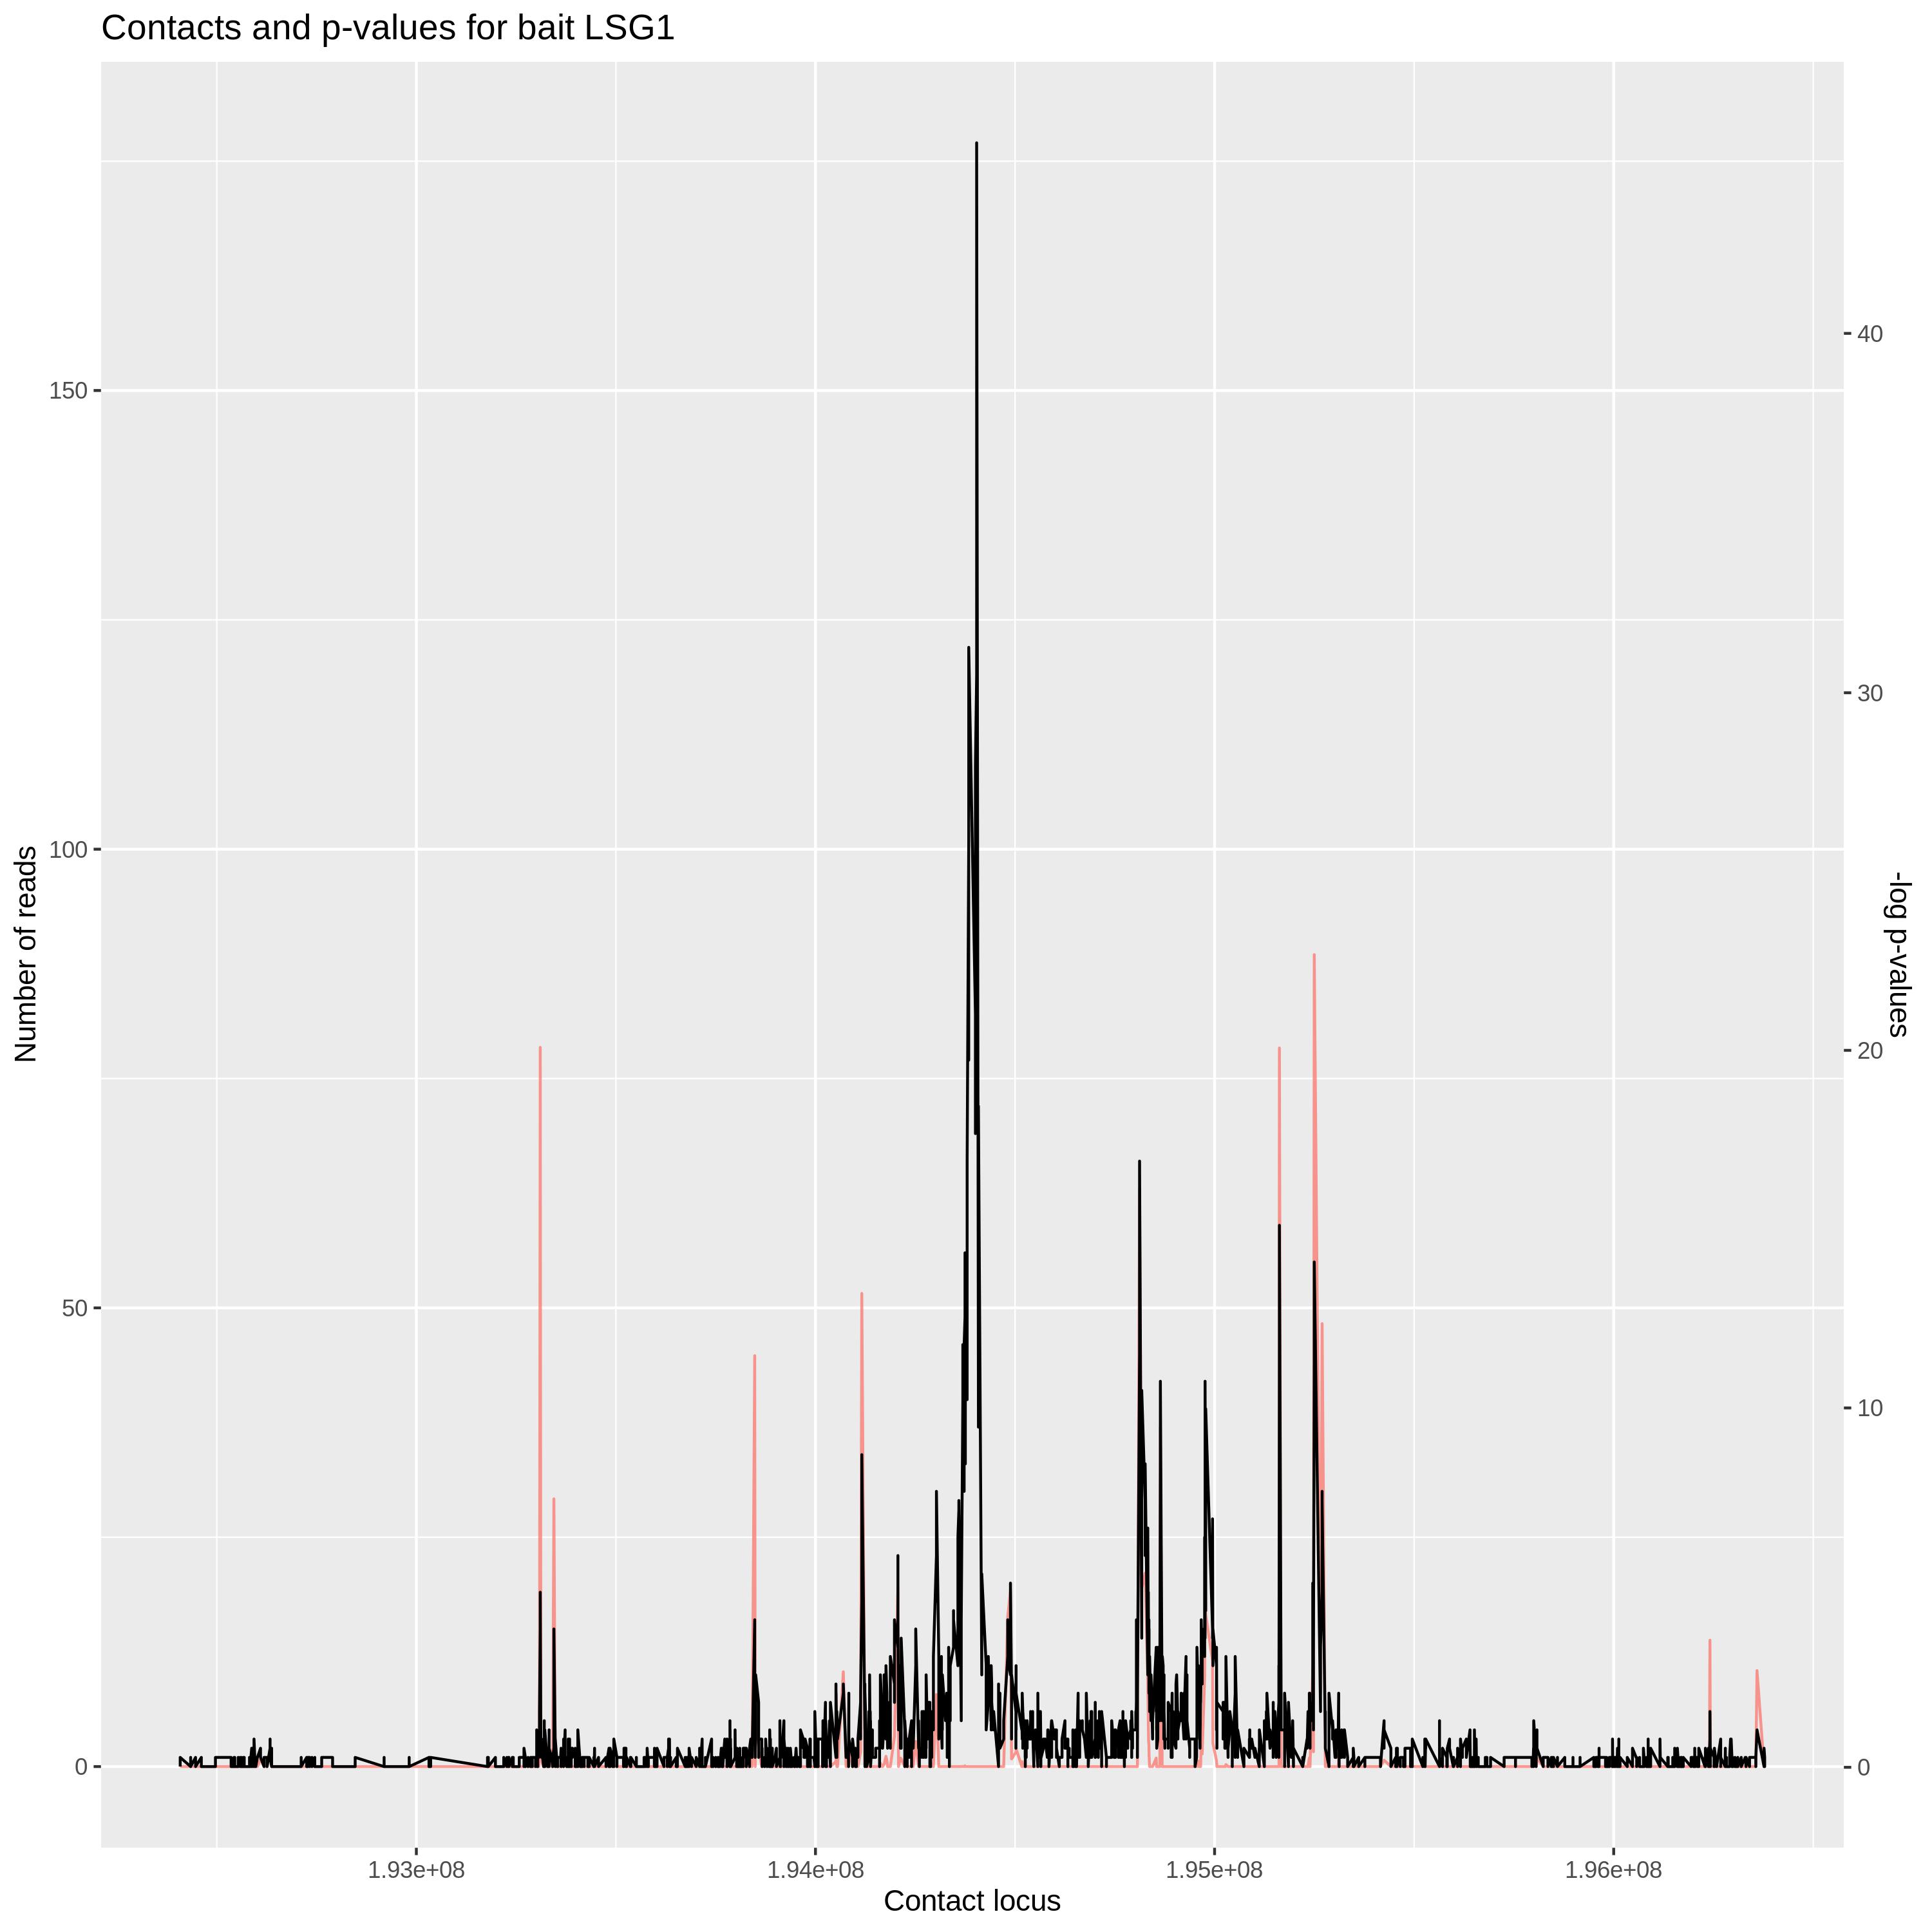 Contacts and p-values for bait LSG1
Number of reads
150
100
50
0
40
30
20
10
0
-log p-values
1.93e+08
1.94e+08
1.95e+08
1.96e+08
Contact locus